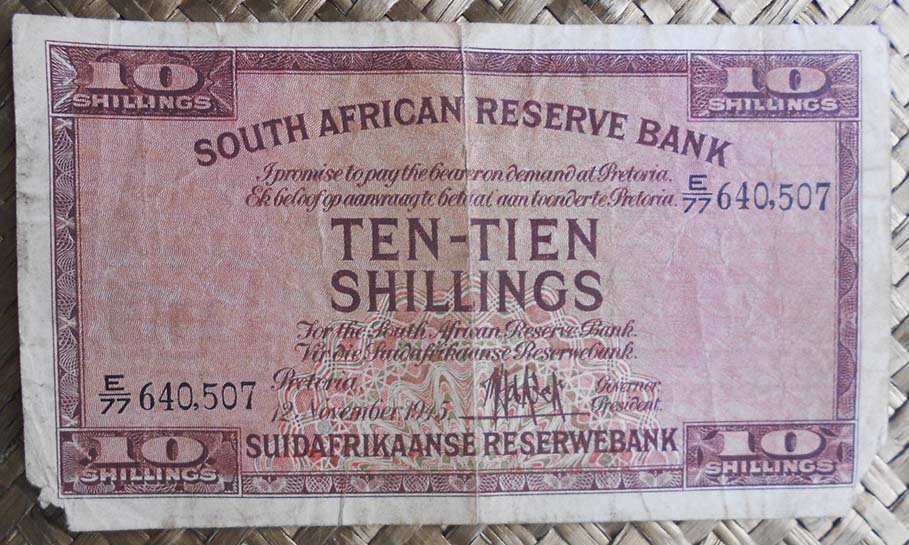 10 SHILLINGS
10 SHILLINGS
SOUTH AFRICAN RESERVE BANK
I promise to pay the bearer on demand at Pretoria.
Ek beloof op aanvraag te betaal aan toonder te Pretoria.
E/77 640,507
TEN-TIEN
SHILLINGS
For the South African Reserve Bank.
Vir die Suidafrikaanse Reserwebank.
E/77 640,507
Pretoria
12. November 1945.
Governor.
President.
10 SHILLINGS
SUIDAFRIKAANSE RESERWEBANK
10 SHILLINGS